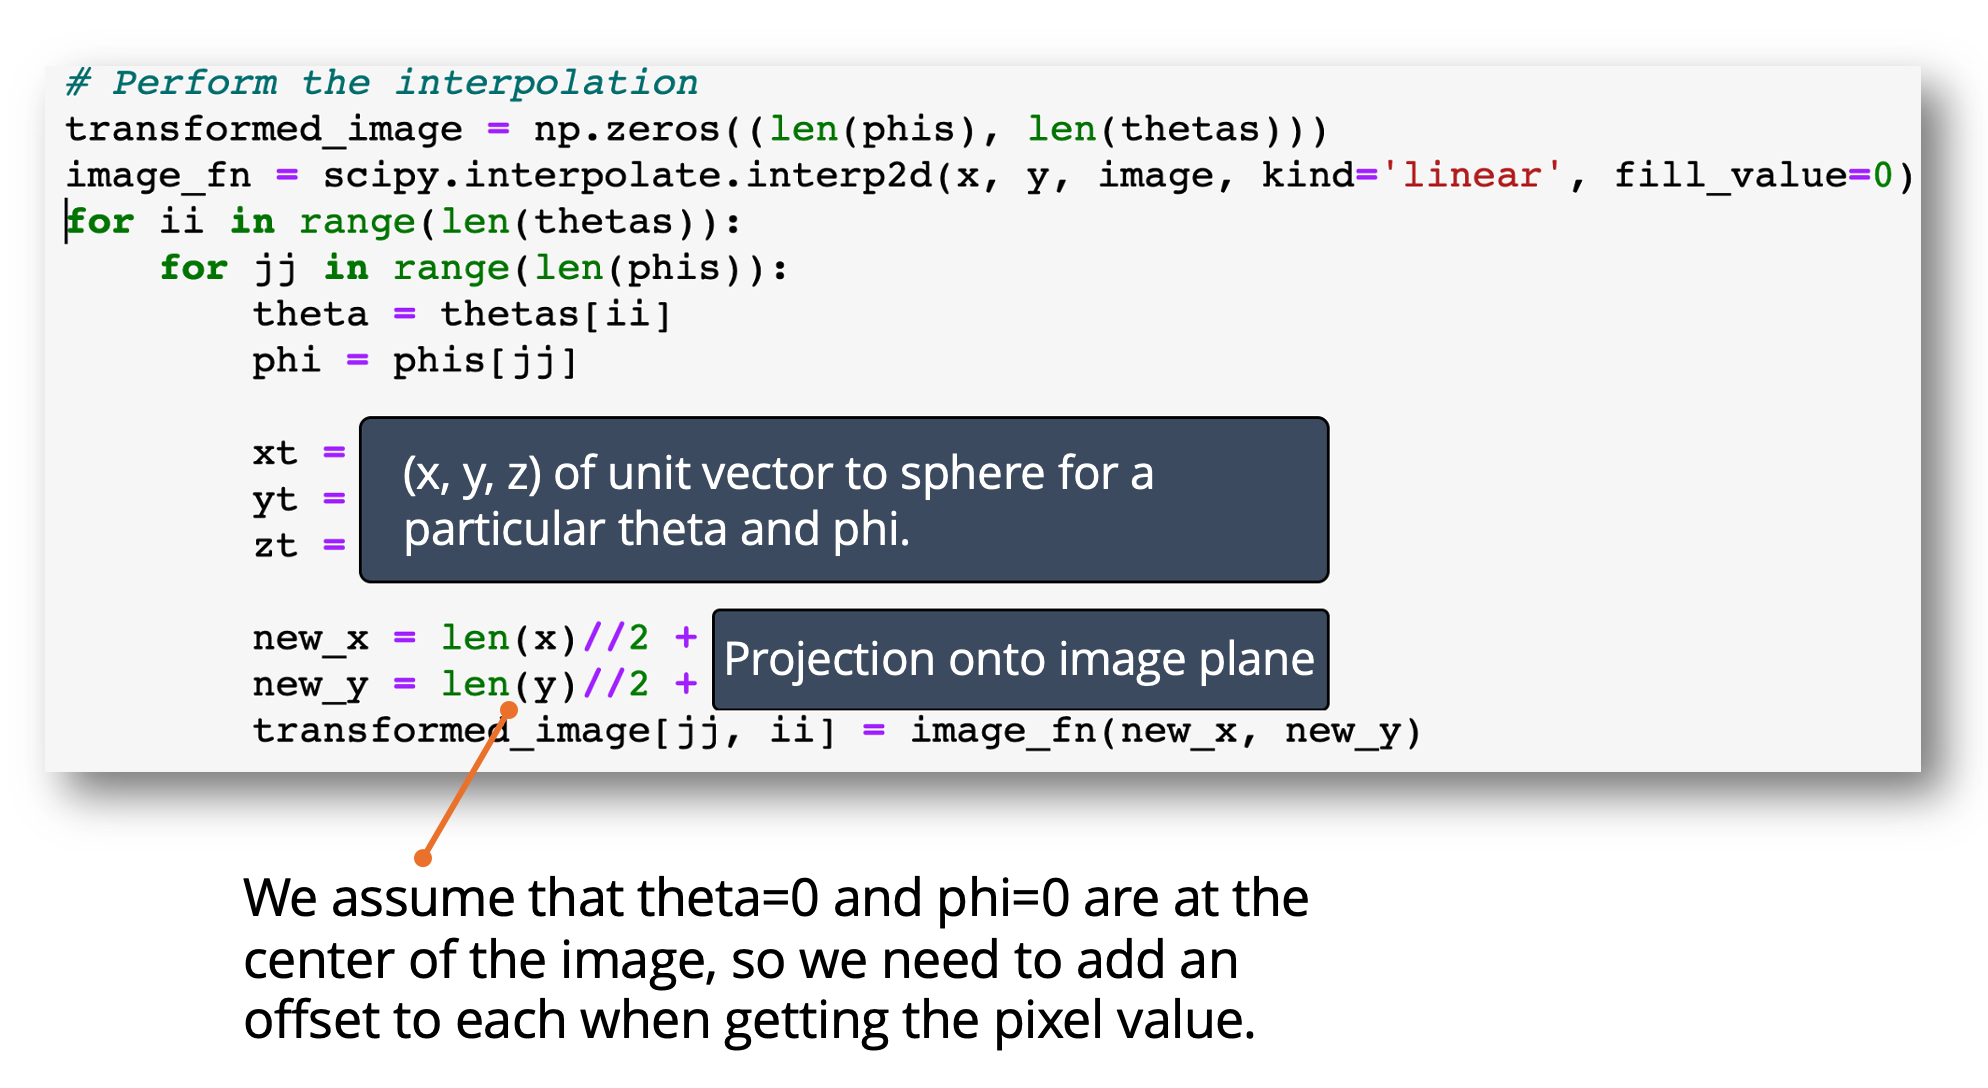 # Perform the interpolation
transformed_image = np.zeros((len(phis), len(thetas)))
image_fn = scipy.interpolate.interp2d(x, y, image, kind='linear', fill_value=0)
for ii in range(len(thetas)):
    for jj in range(len(phis)):
        theta = thetas[ii]
        phi = phis[jj]
        xt =
(x, y, z) of unit vector to sphere for a
        yt =
particular theta and phi.
        zt =
        new_x = len(x)//2 +
Projection onto image plane
        new_y = len(y)//2 +
        transformed_image[jj, ii] = image_fn(new_x, new_y)
We assume that theta=0 and phi=0 are at the
center of the image, so we need to add an
offset to each when getting the pixel value.